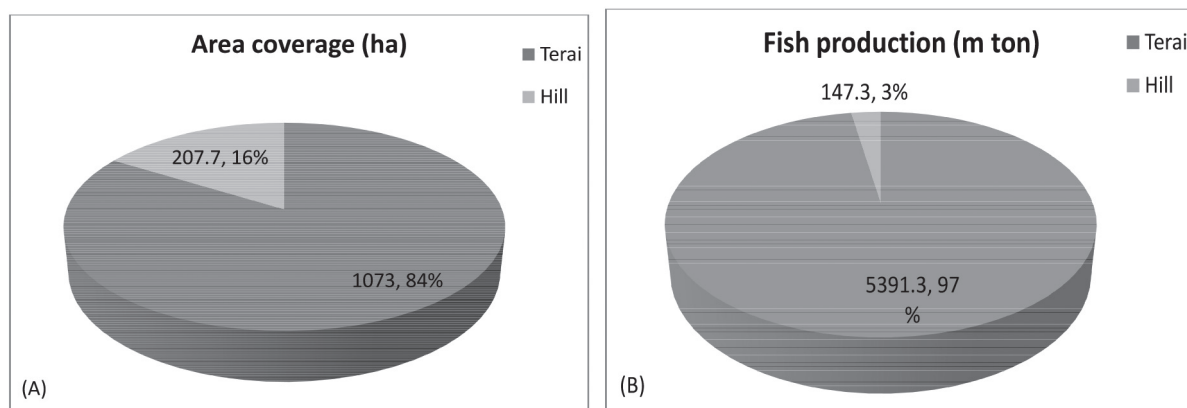 Area coverage (ha)
Terai
Hill
207.7, 16%
1073, 84%
(A)
Fish production (m ton)
Terai
Hill
147.3, 3%
5391.3, 97
%
(B)